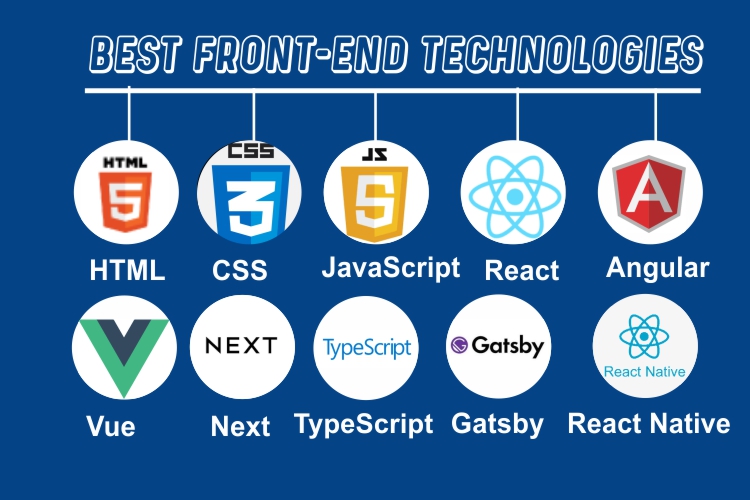 BEST FRONT-END TECHNOLOGIES
HTML
5
CSS
3
JS
5
A
HTML
CSS
JavaScript
React
Angular
NEXT
TypeScript
Gatsby
React Native
Vue
Next
TypeScript
Gatsby
React Native